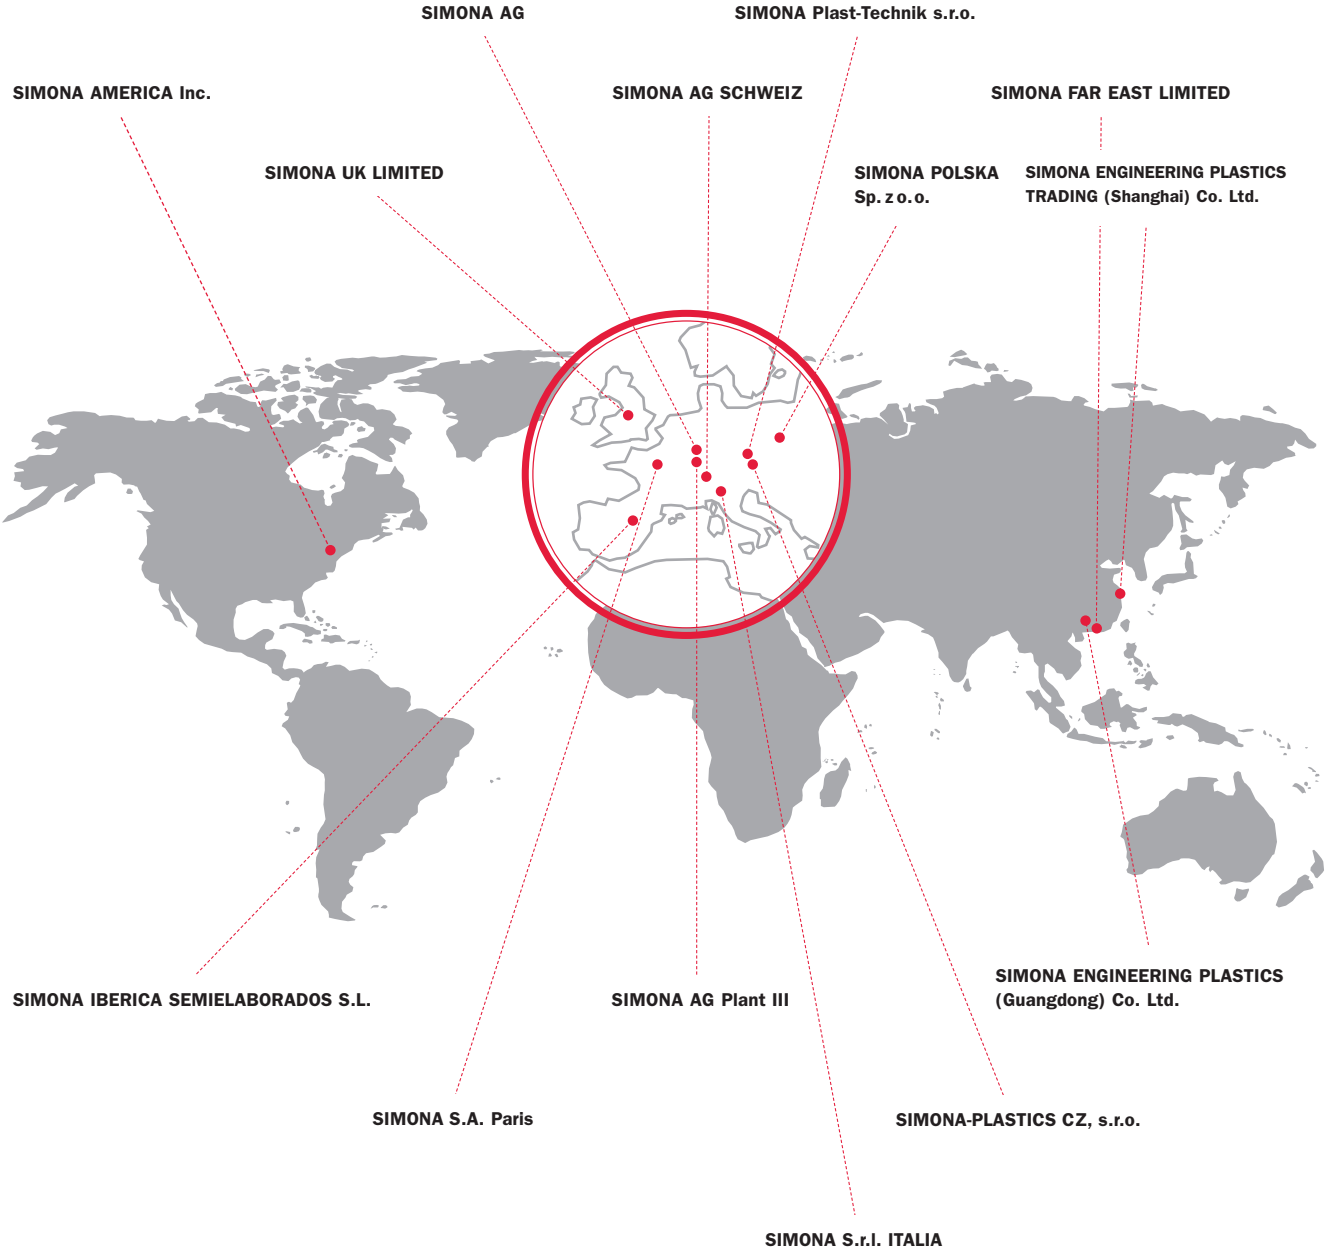 SIMONA AG
SIMONA Plast-Technik s.r.o.
SIMONA AMERICA Inc.
SIMONA AG SCHWEIZ
SIMONA FAR EAST LIMITED
SIMONA UK LIMITED
SIMONA POLSKA
Sp. z o. o.
SIMONA ENGINEERING PLASTICS
TRADING (Shanghai) Co. Ltd.
SIMONA ENGINEERING PLASTICS
(Guangdong) Co. Ltd.
SIMONA IBERICA SEMIELABORADOS S.L.
SIMONA AG Plant III
SIMONA S.A. Paris
SIMONA-PLASTICS CZ, s.r.o.
SIMONA S.r.l. ITALIA